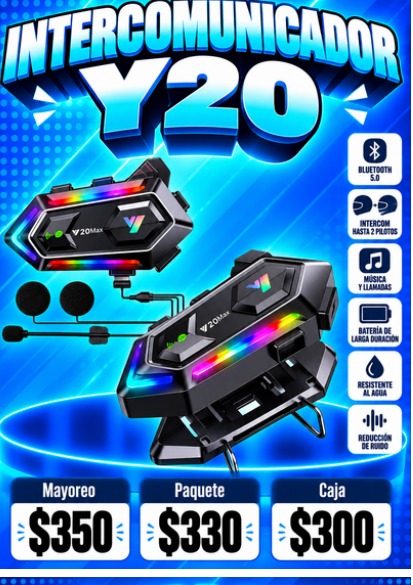 INTERCOMUNICADOR
Y20
BLUETOOTH
5.0
INTERCOM
HASTA 2 PILOTOS
MÚSICA
Y LLAMADAS
BATERÍA DE
LARGA DURACIÓN
RESISTENTE
AL AGUA
REDUCCIÓN
DE RUIDO
Y20Max
Y20Max
Mayoreo
$350
Paquete
$330
Caja
$300